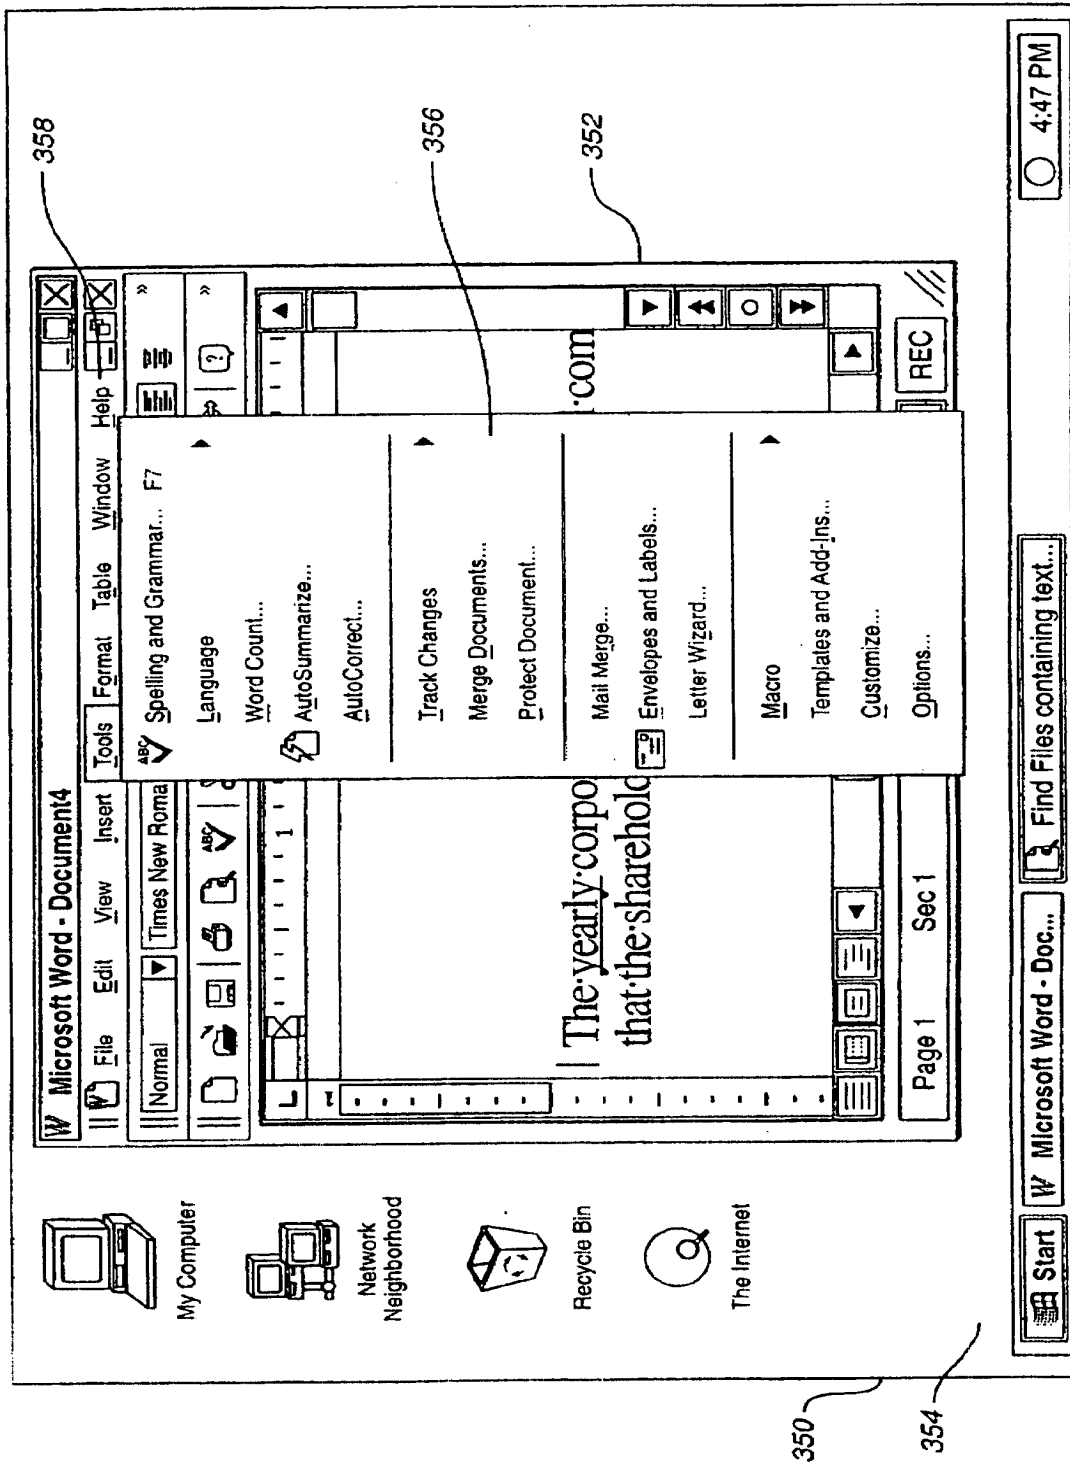 Microsoft Word - Document4
File Edit View Insert Tools Format Table Window Help
358
Normal Times New Roma »
ABC ? »
L 1
1
ABC Spelling and Grammar... F7
Language
Word Count...
AutoSummarize...
AutoCorrect...
Track Changes
Merge Documents...
Protect Document...
Mail Merge...
Envelopes and Labels...
Letter Wizard...
Macro
Templates and Add-Ins...
Customize...
Options...
356
352
The·yearly·corpo
·com
that·the·sharehold
Page 1 Sec 1 REC
My Computer
Network
Neighborhood
Recycle Bin
The Internet
350
354
Start W Microsoft Word - Doc... Find Files containing text... 4:47 PM